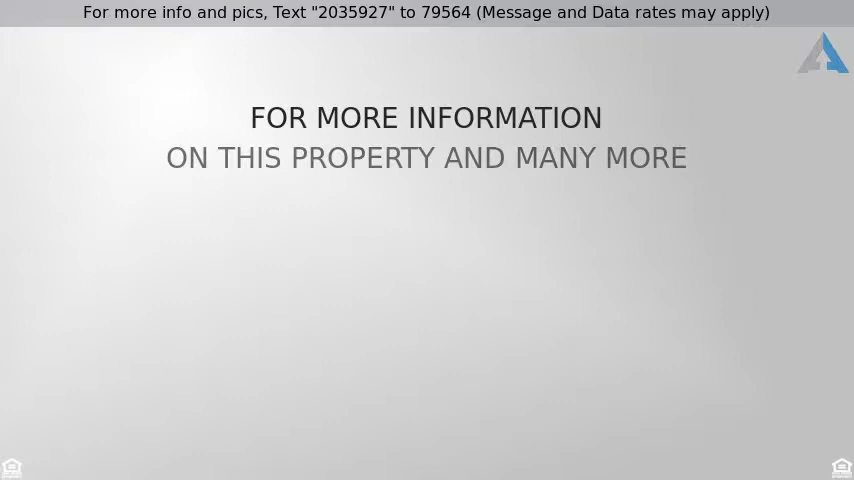 For more info and pics, Text "2035927" to 79564 (Message and Data rates may apply)
FOR MORE INFORMATION
ON THIS PROPERTY AND MANY MORE